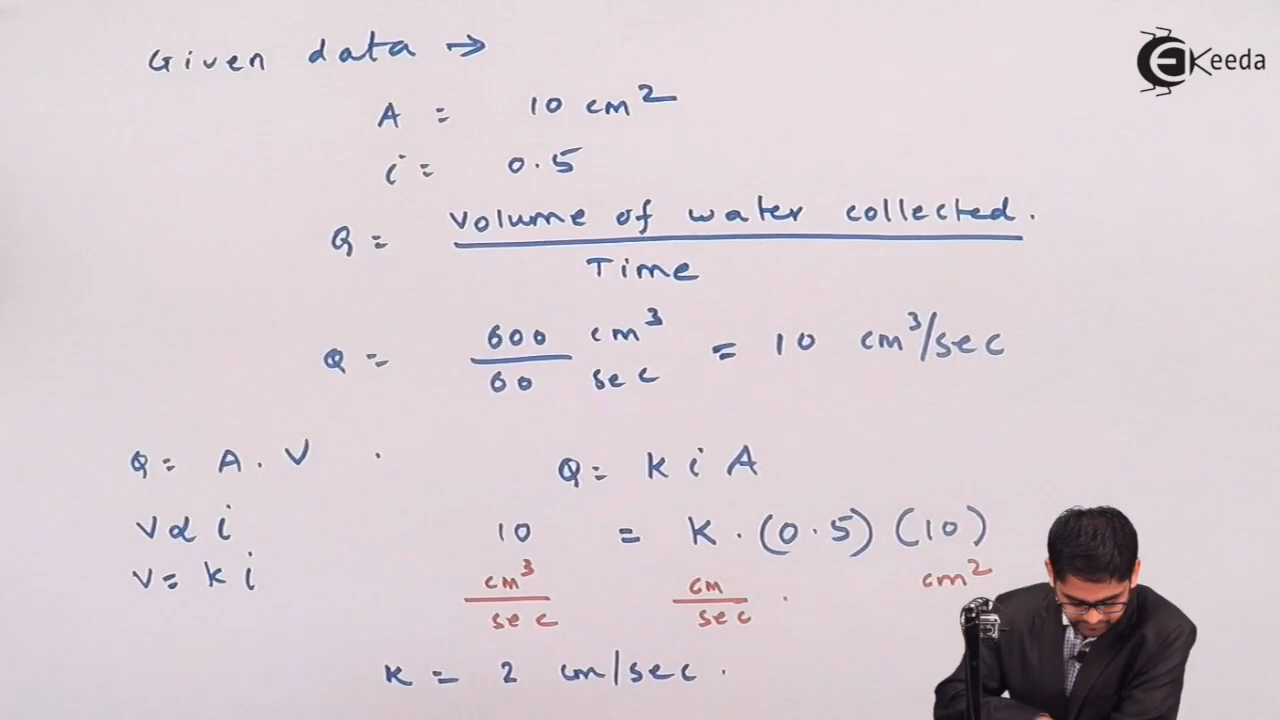 Given data →
Ekeeda
A = 10 cm²
i = 0.5
Q = Volume of water collected.
Time
Q = 600 cm³ = 10 cm³/sec
60 sec
Q = A . V . Q = K i A
V ∝ i 10 = K . (0.5) (10)
V = k i cm³ cm . cm²
sec sec
K = 2 cm/sec .